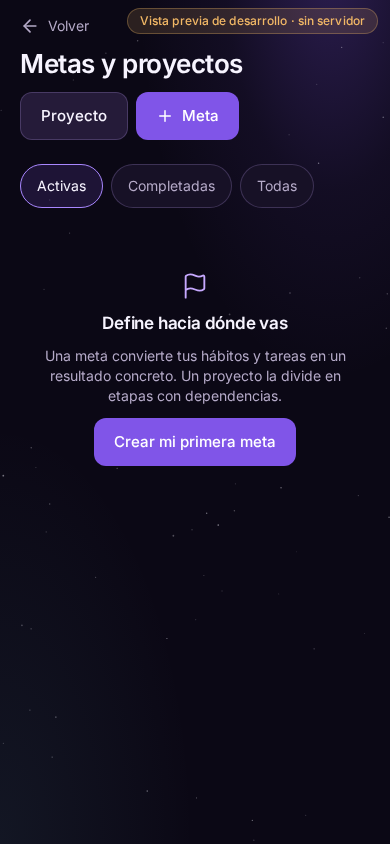 Volver
Vista previa de desarrollo · sin servidor
Metas y proyectos
Proyecto
Meta
Activas
Completadas
Todas
Define hacia dónde vas
Una meta convierte tus hábitos y tareas en un
resultado concreto. Un proyecto la divide en
etapas con dependencias.
Crear mi primera meta